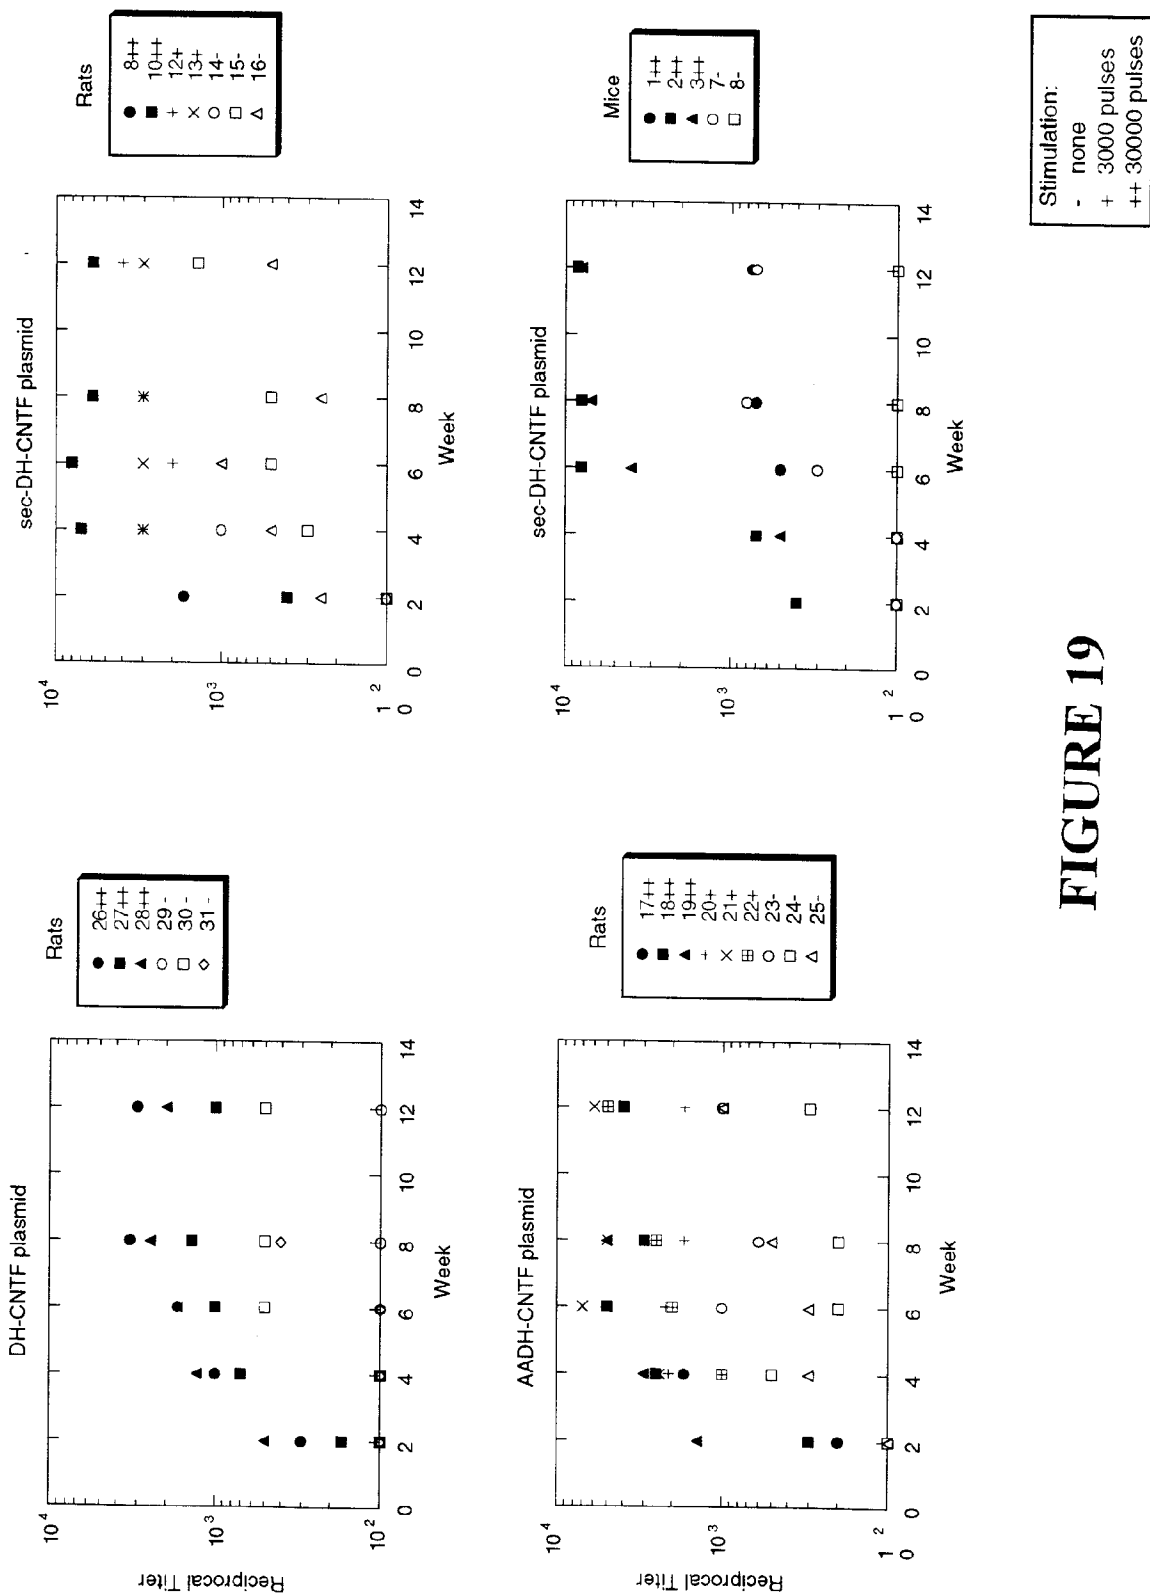 DH-CNTF plasmid
Reciprocal Titer
10⁴
10³
10²
0 2 4 6 8 10 12 14
Week
Rats
26++
27++
28++
29-
30-
31-
sec-DH-CNTF plasmid
10⁴
10³
1 2
0 0 2 4 6 8 10 12 14
Week
Rats
8++
10++
12+
13+
14-
15-
16-
AADH-CNTF plasmid
Reciprocal Titer
10⁴
10³
1 2
0 0 2 4 6 8 10 12 14
Week
Rats
17++
18++
19++
20+
21+
22+
23-
24-
25-
sec-DH-CNTF plasmid
10⁴
10³
1 2
0 0 2 4 6 8 10 12 14
Week
Mice
1++
2++
3++
7-
8-
Stimulation:
- none
+ 3000 pulses
++ 30000 pulses
FIGURE 19